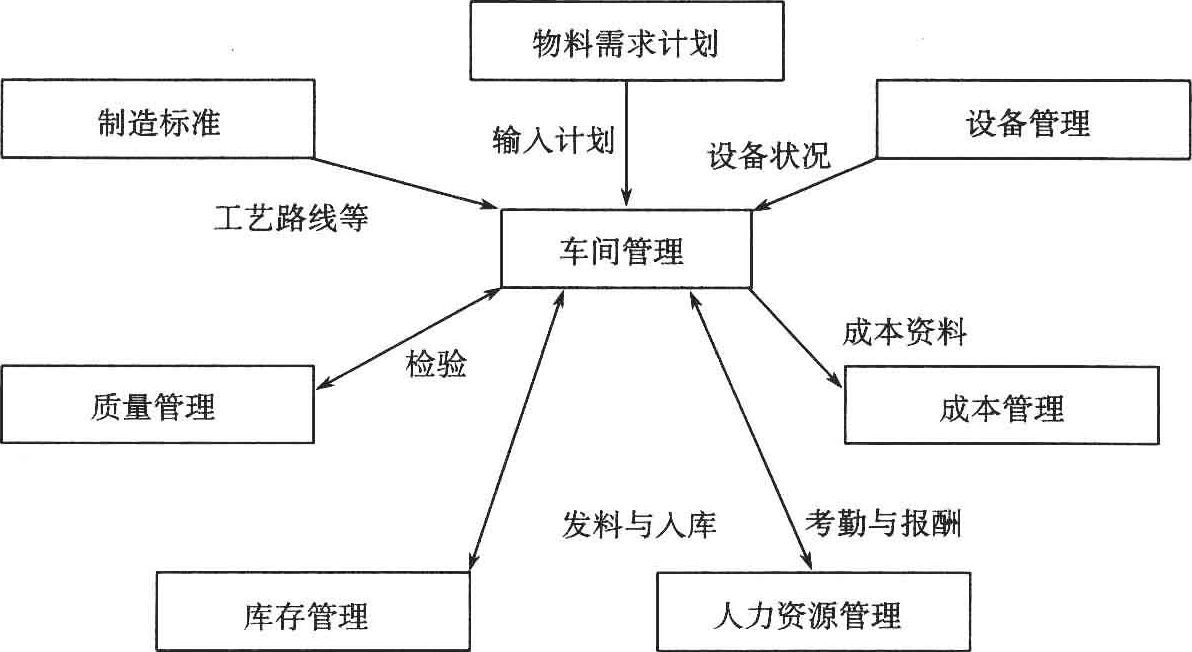 物料需求计划
制造标准
设备管理
输入计划
设备状况
工艺路线等
车间管理
成本资料
检验
质量管理
成本管理
发料与入库
考勤与报酬
库存管理
人力资源管理